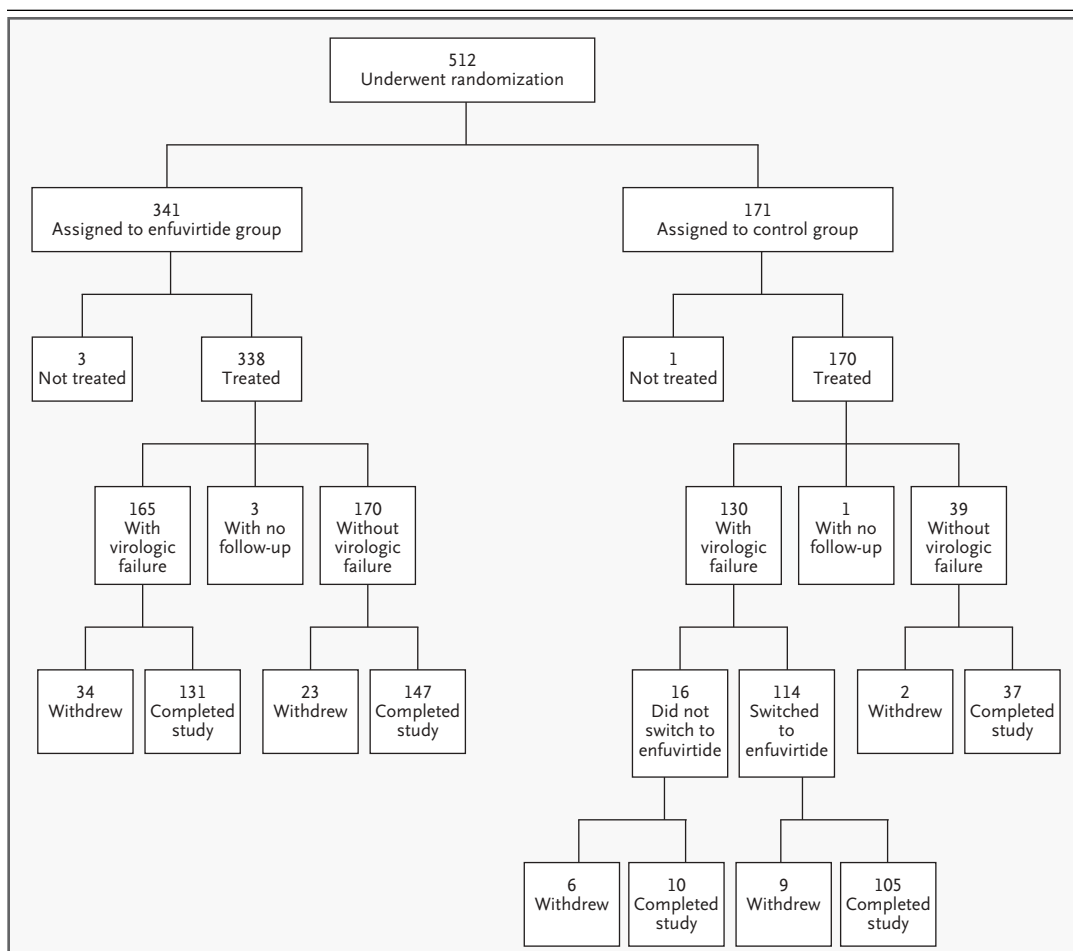 512
Underwent randomization
341
Assigned to enfuvirtide group
171
Assigned to control group
3
Not treated
338
Treated
1
Not treated
170
Treated
165
With
virologic
failure
3
With no
follow-up
170
Without
virologic
failure
130
With
virologic
failure
1
With no
follow-up
39
Without
virologic
failure
34
Withdrew
131
Completed
study
23
Withdrew
147
Completed
study
16
Did not
switch to
enfuvirtide
114
Switched
to
enfuvirtide
2
Withdrew
37
Completed
study
6
Withdrew
10
Completed
study
9
Withdrew
105
Completed
study